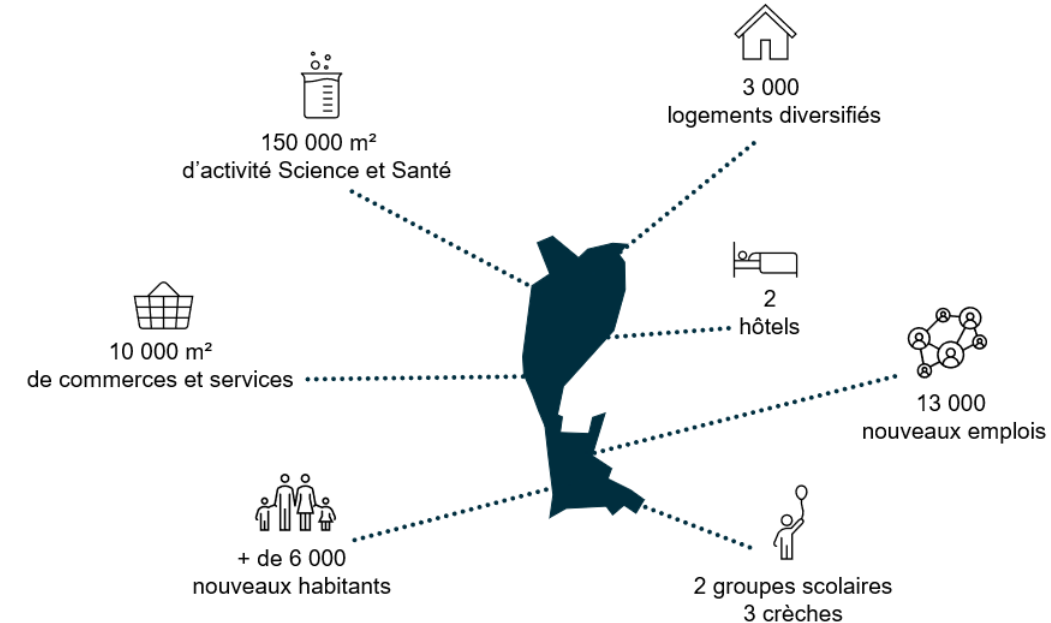 3 000
logements diversifiés
150 000 m²
d'activité Science et Santé
2
hôtels
10 000 m²
de commerces et services
13 000
nouveaux emplois
+ de 6 000
nouveaux habitants
2 groupes scolaires
3 crèches